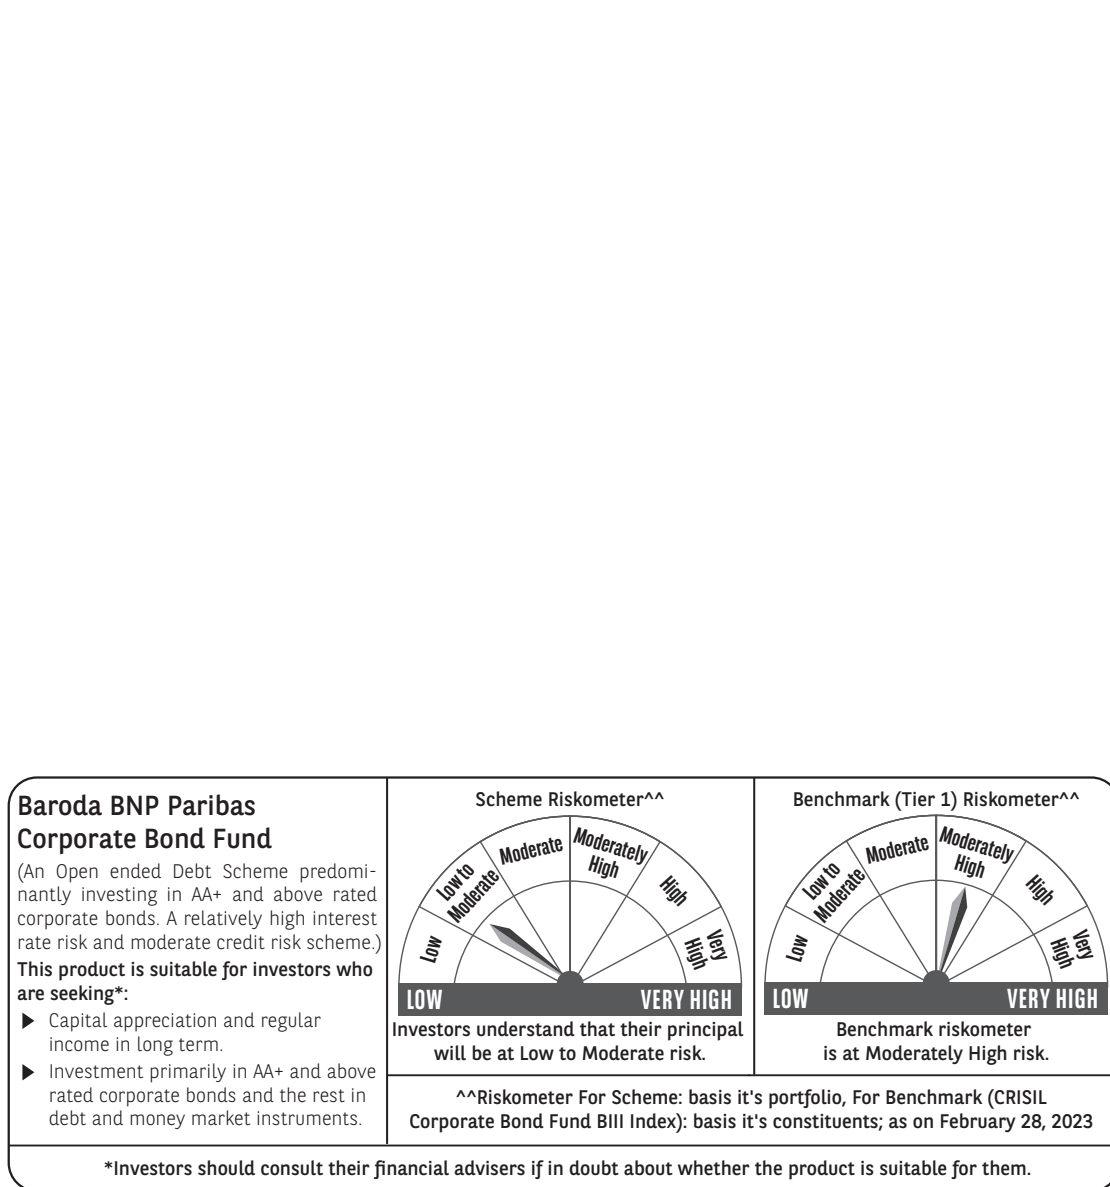 Baroda BNP Paribas
Corporate Bond Fund
(An Open ended Debt Scheme predomi-
nantly investing in AA+ and above rated
corporate bonds. A relatively high interest
rate risk and moderate credit risk scheme.)
This product is suitable for investors who
are seeking*:
▶ Capital appreciation and regular
income in long term.
▶ Investment primarily in AA+ and above
rated corporate bonds and the rest in
debt and money market instruments.
Scheme Riskometer^^
Low
Low to
Moderate
Moderate
Moderately
High
High
Very
High
LOW VERY HIGH
Investors understand that their principal
will be at Low to Moderate risk.
Benchmark (Tier 1) Riskometer^^
Low
Low to
Moderate
Moderate
Moderately
High
High
Very
High
LOW VERY HIGH
Benchmark riskometer
is at Moderately High risk.
^^Riskometer For Scheme: basis it's portfolio, For Benchmark (CRISIL
Corporate Bond Fund BIII Index): basis it's constituents; as on February 28, 2023
*Investors should consult their financial advisers if in doubt about whether the product is suitable for them.